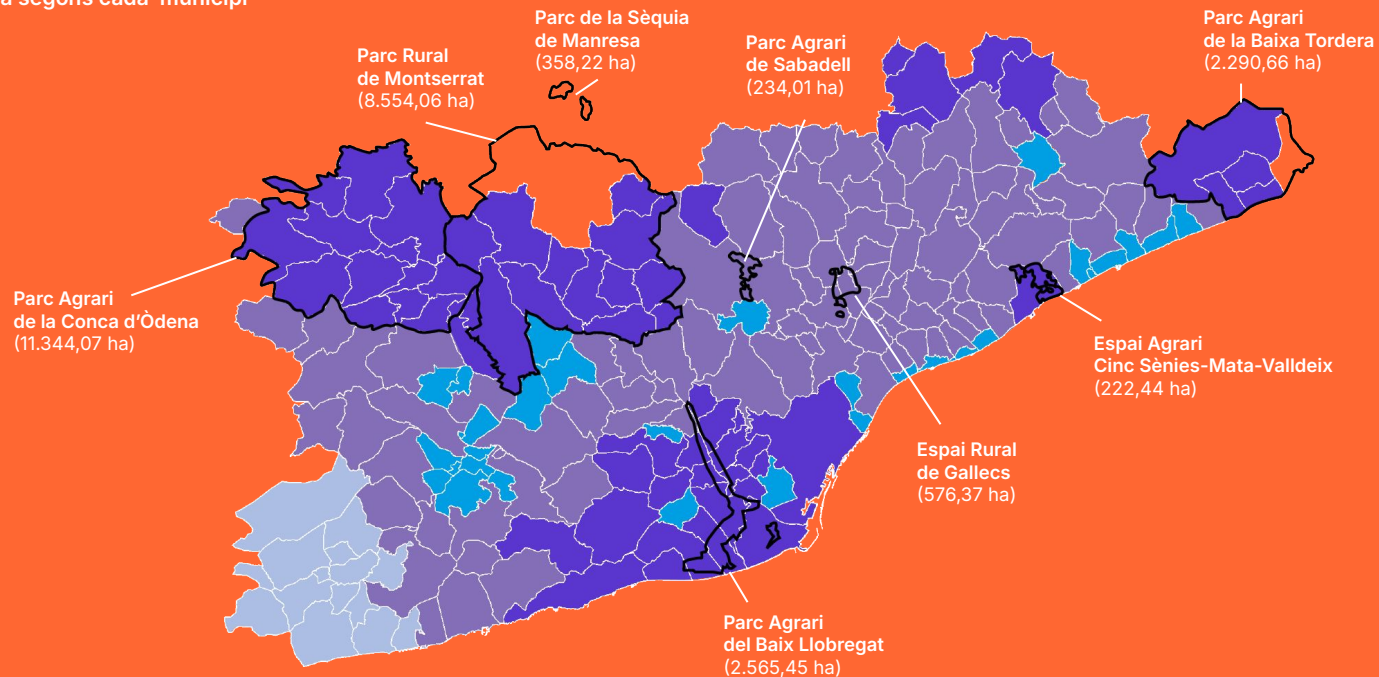 segons cada municipi
Parc de la Sèquia
de Manresa
(358,22 ha)
Parc Rural
de Montserrat
(8.554,06 ha)
Parc Agrari
de Sabadell
(234,01 ha)
Parc Agrari
de la Baixa Tordera
(2.290,66 ha)
Parc Agrari
de la Conca d’Òdena
(11.344,07 ha)
Espai Agrari
Cinc Sènies-Mata-Valldeix
(222,44 ha)
Espai Rural
de Gallecs
(576,37 ha)
Parc Agrari
del Baix Llobregat
(2.565,45 ha)